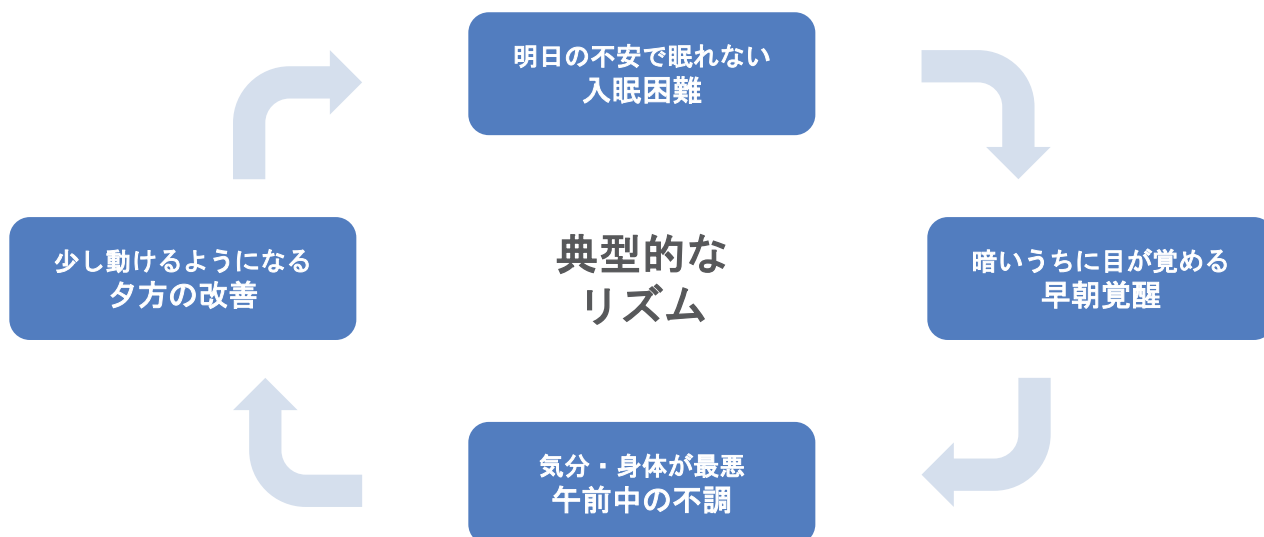 明日の不安で眠れない
入眠困難
少し動けるようになる
夕方の改善
典型的な
リズム
暗いうちに目が覚める
早朝覚醒
気分・身体が最悪
午前中の不調